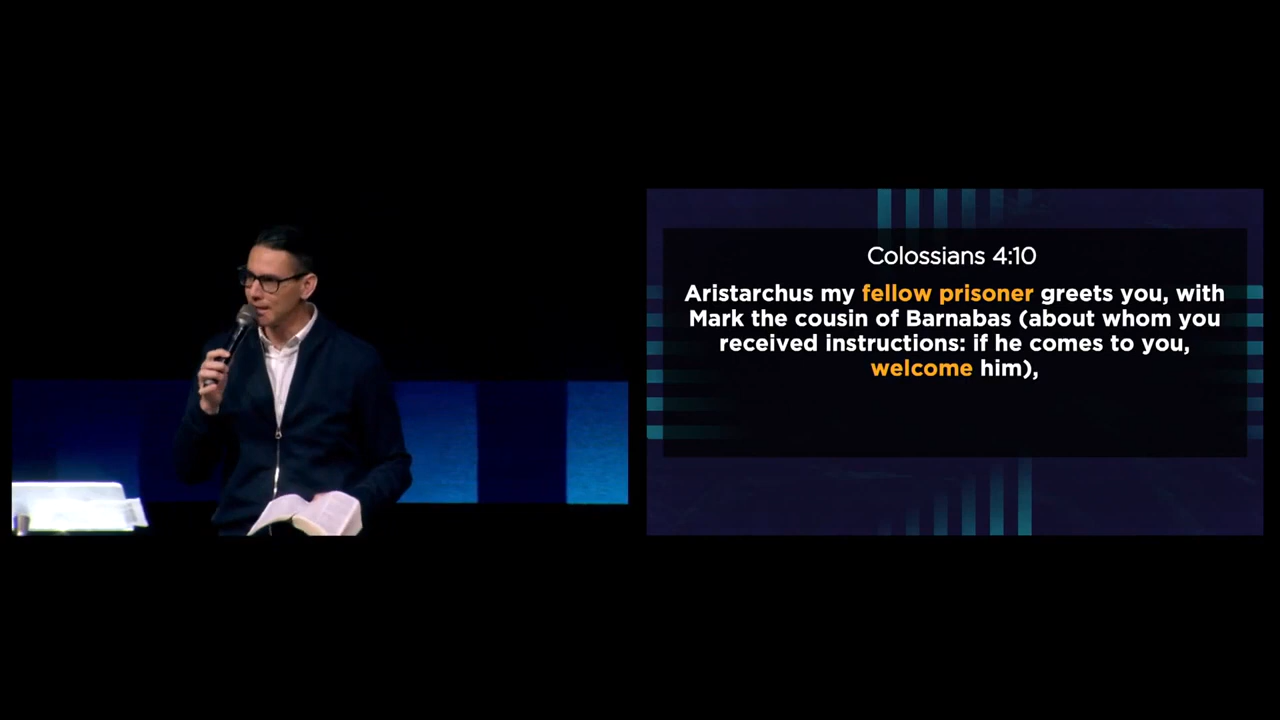 Colossians 4:10
Aristarchus my fellow prisoner greets you, with
Mark the cousin of Barnabas (about whom you
received instructions: if he comes to you,
welcome him),